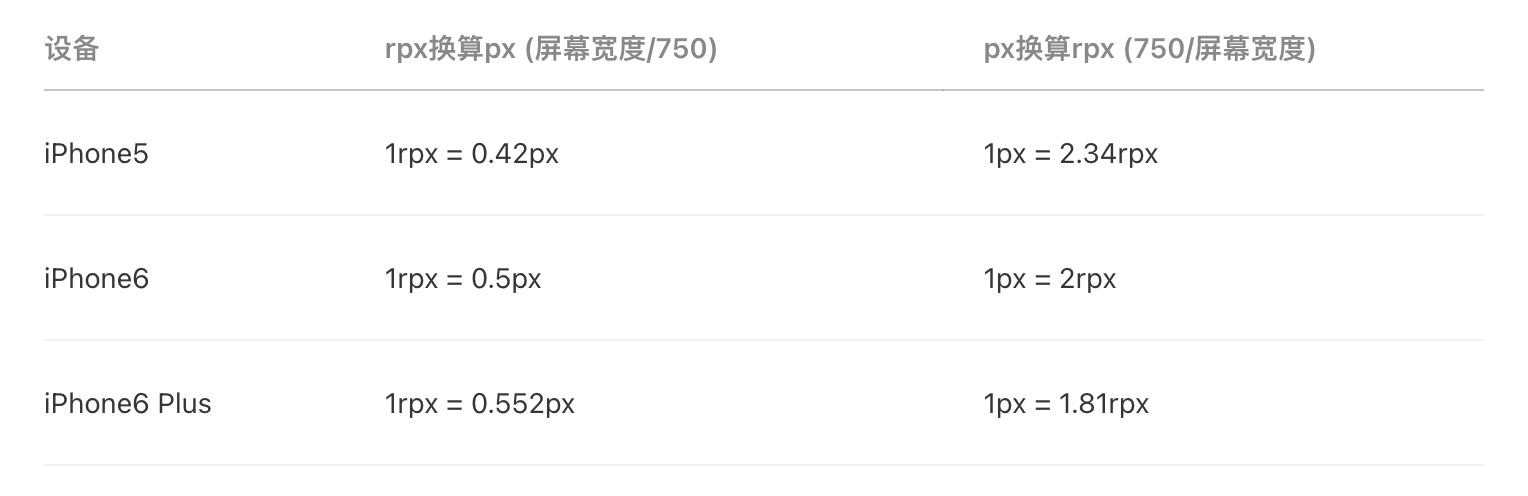 设备 rpx换算px (屏幕宽度/750) px换算rpx (750/屏幕宽度)
iPhone5 1rpx = 0.42px 1px = 2.34rpx
iPhone6 1rpx = 0.5px 1px = 2rpx
iPhone6 Plus 1rpx = 0.552px 1px = 1.81rpx